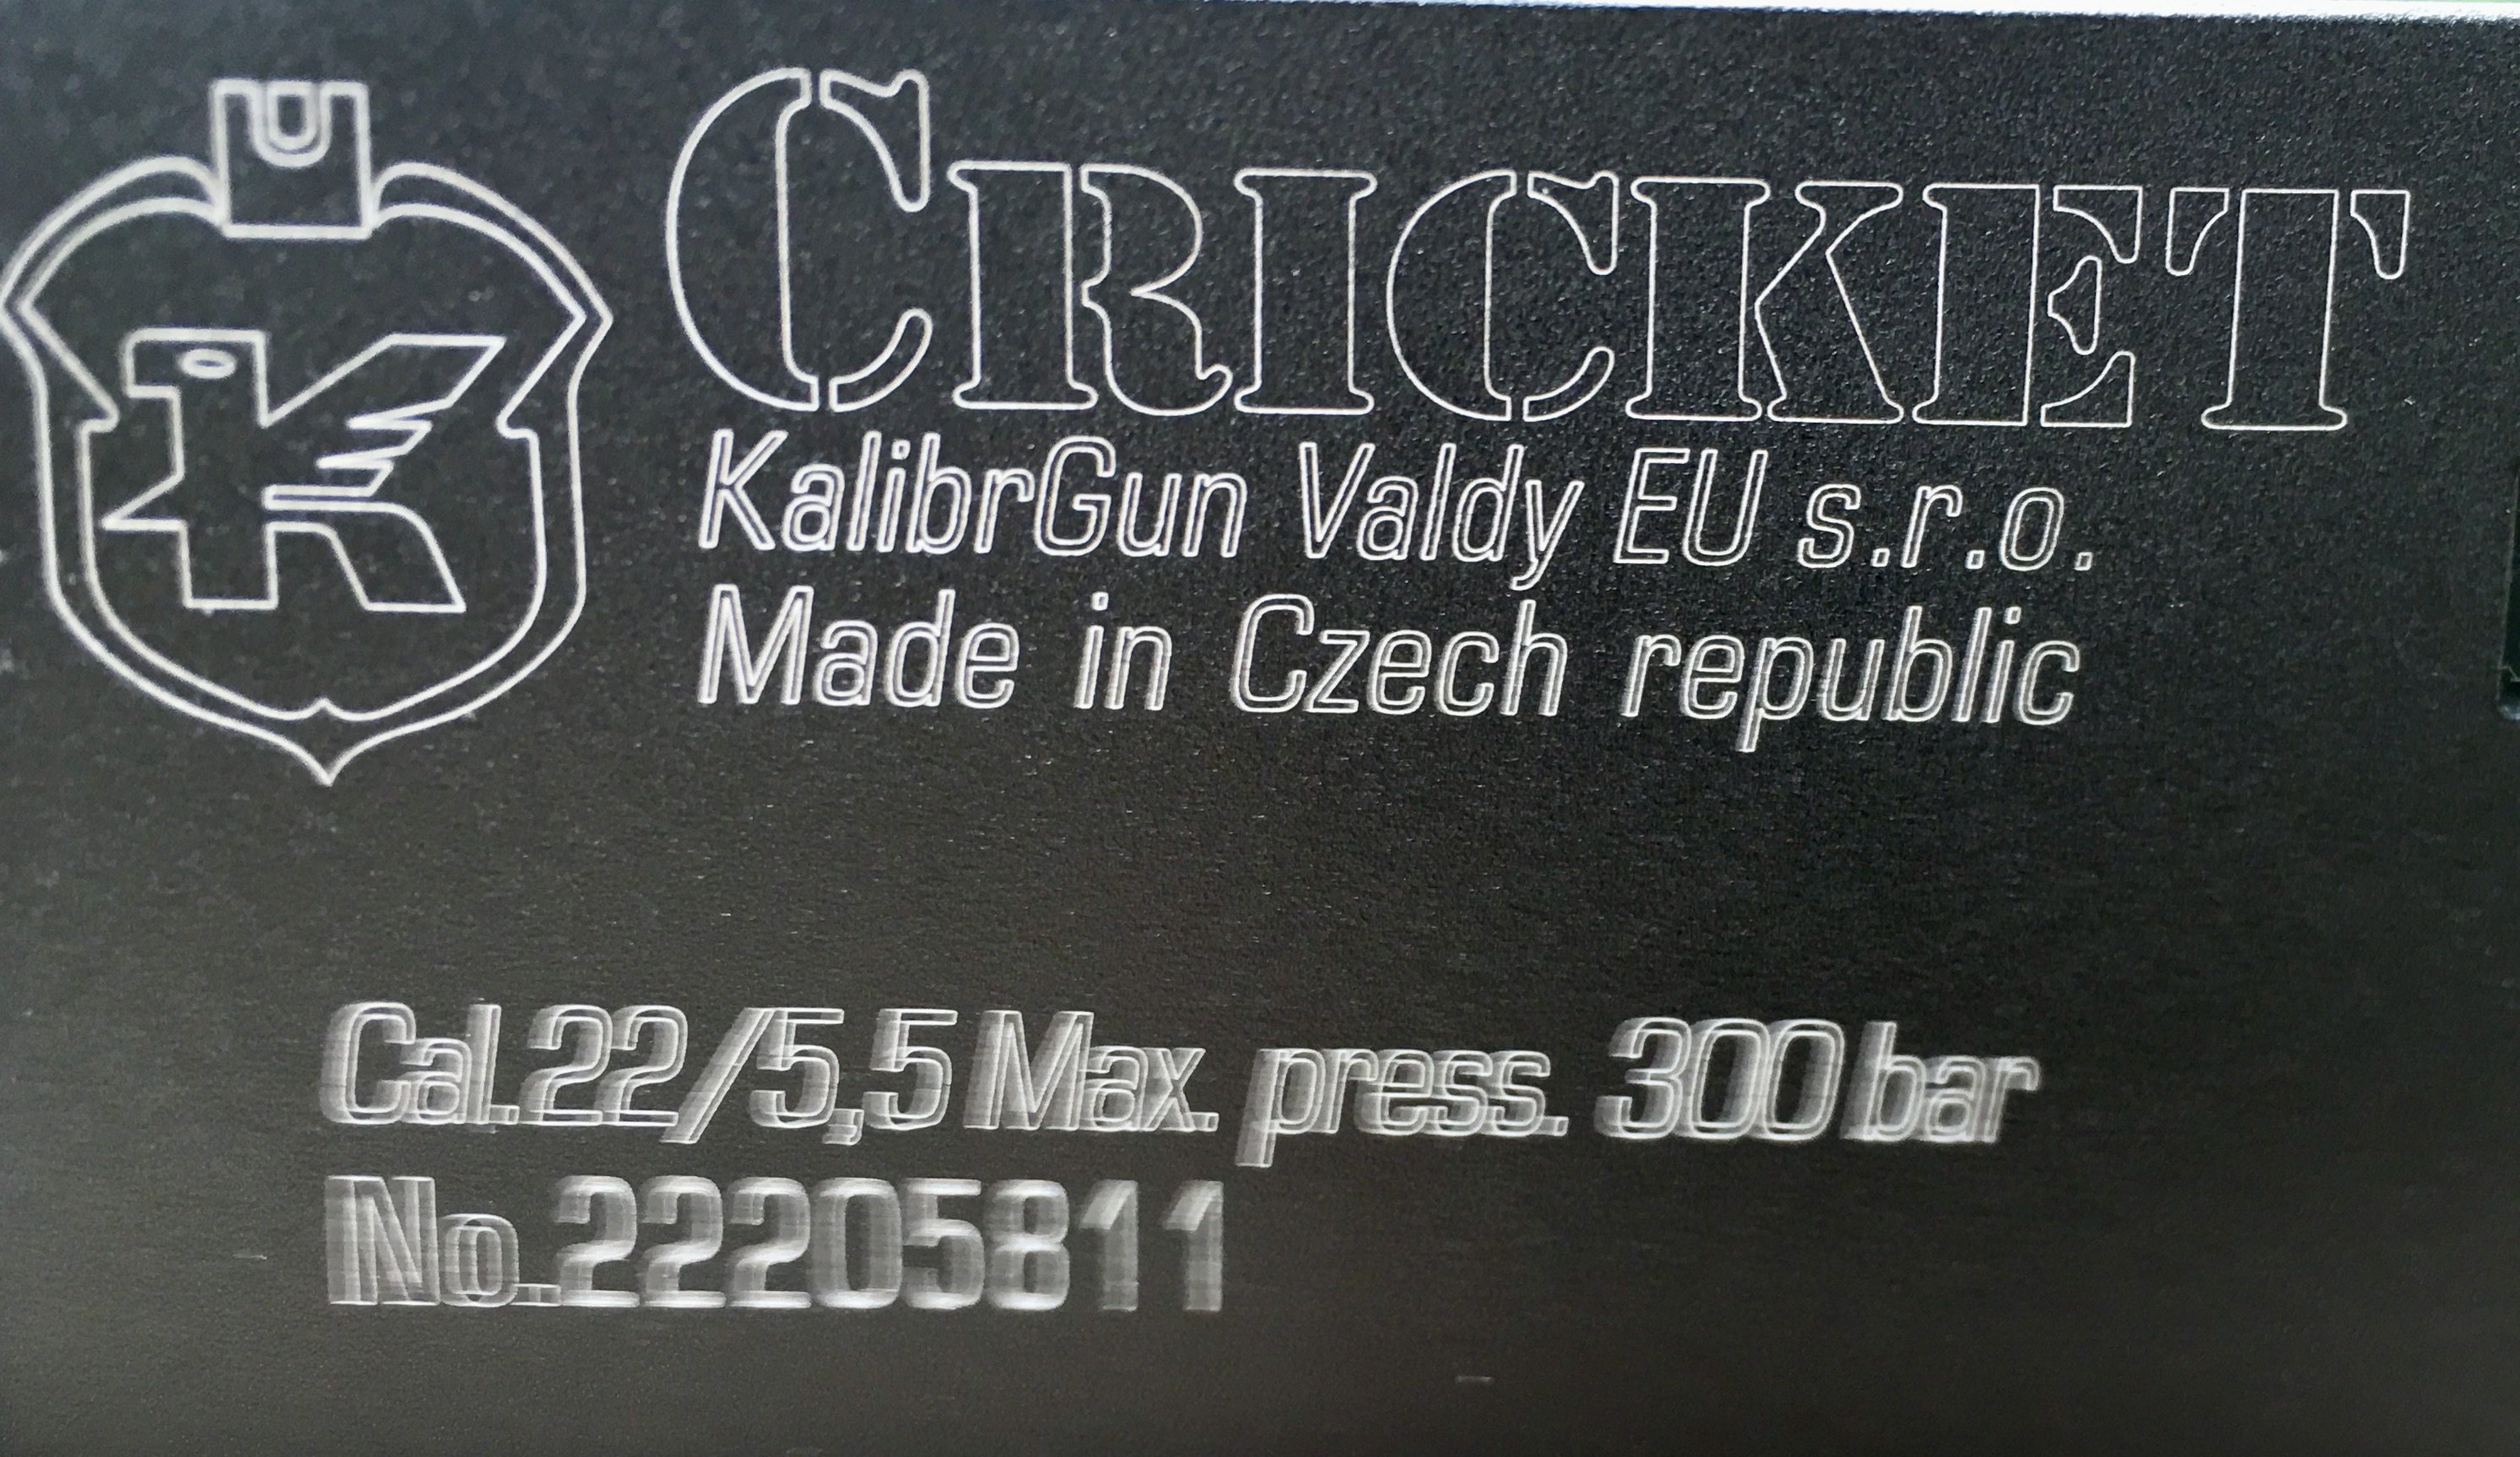 CRICKET
KalibrGun Valdy EU s.r.o.
Made in Czech republic
Cal.22/5,5 Max. press. 300 bar
No.22205811